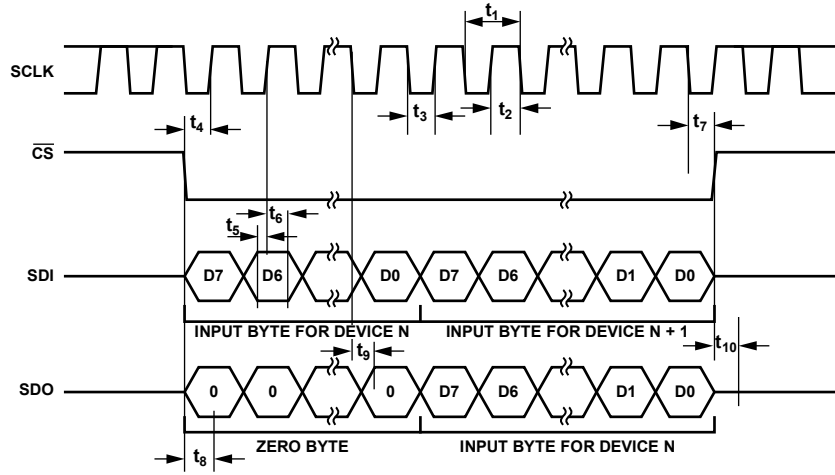 t1
SCLK
t4
t3
t2
t7
CS
t6
t5
SDI
D7
D6
D0
D7
D6
D1
D0
INPUT BYTE FOR DEVICE N
INPUT BYTE FOR DEVICE N + 1
t9
t10
SDO
0
0
0
D7
D6
D1
D0
ZERO BYTE
INPUT BYTE FOR DEVICE N
t8